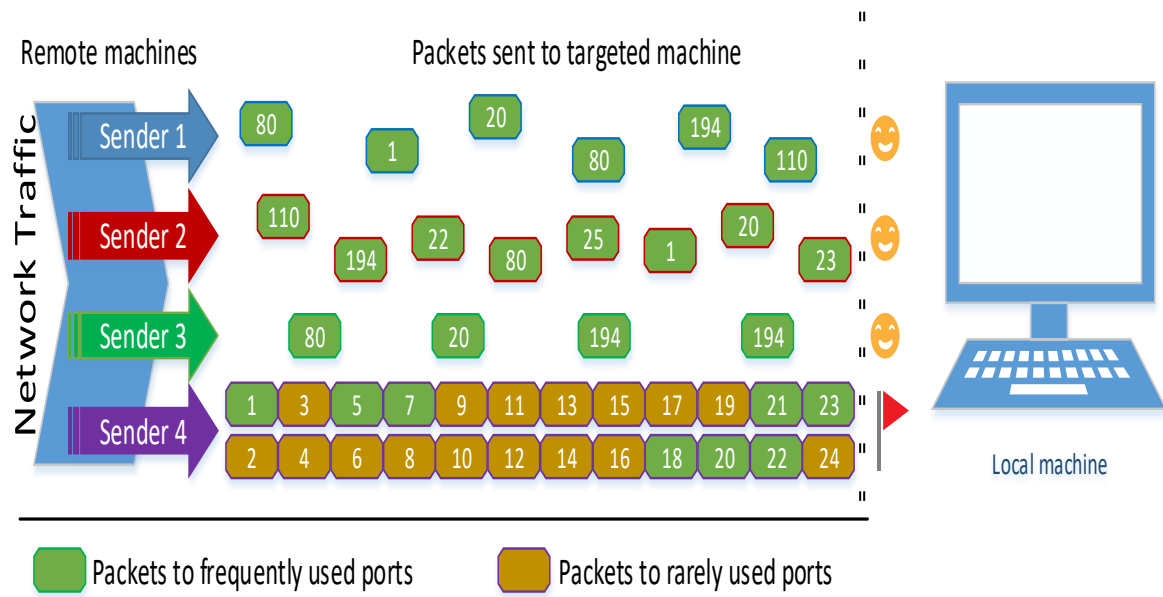 Remote machines
Packets sent to targeted machine
Network Traffic
Sender 1
80
1
20
80
194
110
Sender 2
110
194
22
80
25
1
20
23
Sender 3
80
20
194
194
Sender 4
1 3 5 7 9 11 13 15 17 19 21 23
2 4 6 8 10 12 14 16 18 20 22 24
Local machine
Packets to frequently used ports
Packets to rarely used ports